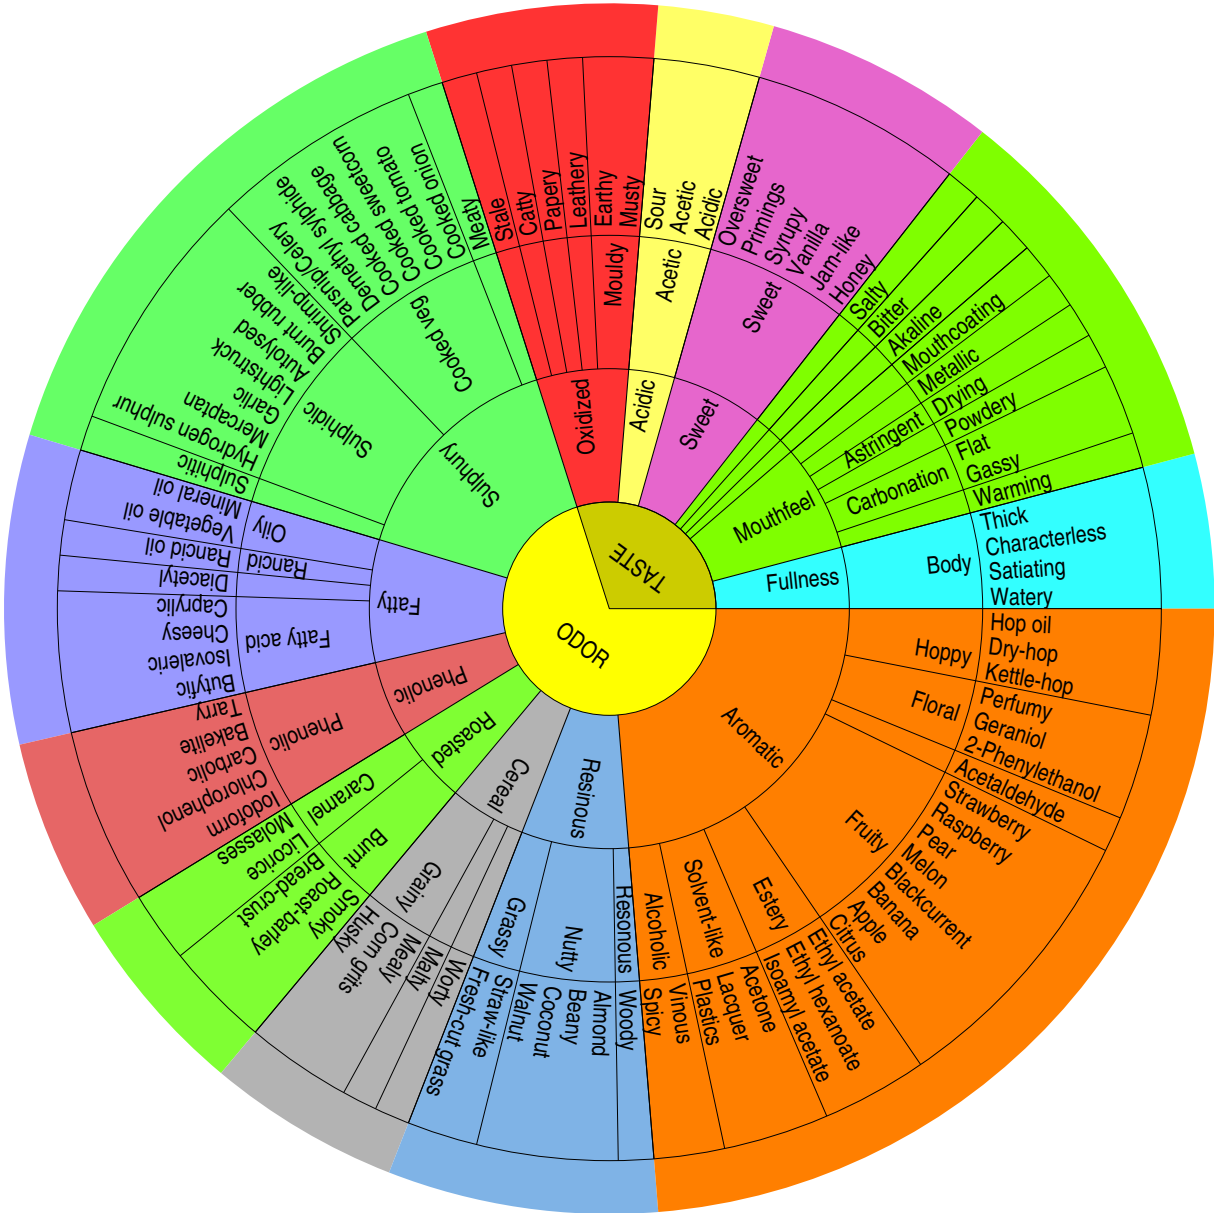 TASTE
ODOR
Oxidized
Acidic
Sweet
Mouthfeel
Fullness
Aromatic
Resinous
Cereal
Roasted
Phenolic
Fatty
Sulphury
Stale
Catty
Papery
Leathery
Mouldy
Earthy
Musty
Acetic
Sour
Acetic
Acidic
Sweet
Oversweet
Primings
Syrupy
Vanilla
Jam-like
Honey
Salty
Bitter
Akaline
Mouthcoating
Metallic
Astringent
Drying
Powdery
Carbonation
Flat
Gassy
Warming
Body
Thick
Characterless
Satiating
Watery
Hoppy
Hop oil
Dry-hop
Kettle-hop
Floral
Perfumy
Geraniol
2-Phenylethanol
Acetaldehyde
Fruity
Strawberry
Raspberry
Pear
Melon
Blackcurrent
Banana
Apple
Citrus
Estery
Ethyl acetate
Ethyl hexanoate
Isoamyl acetate
Solvent-like
Acetone
Lacquer
Plastics
Alcoholic
Vinous
Spicy
Resonous
Woody
Nutty
Almond
Beany
Coconut
Walnut
Grassy
Straw-like
Fresh-cut grass
Worty
Malty
Grainy
Mealy
Corn grits
Husky
Burnt
Smoky
Roast-barley
Bread-crust
Caramel
Licorice
Molasses
Phenolic
Iodoform
Chlorophenol
Carbolic
Bakelite
Tarry
Fatty acid
Butyfic
Isovaleric
Cheesy
Caprylic
Diacetyl
Rancid
Rancid oil
Oily
Vegetable oil
Mineral oil
Sulphitic
Sulphidic
Hydrogen sulphur
Mercaptan
Garlic
Lightstruck
Autolysed
Burnt rubber
Shrimp-like
Cooked veg
Parsnip/Celery
Demethyl sulphide
Cooked cabbage
Cooked sweetcorn
Cooked tomato
Cooked onion
Meaty